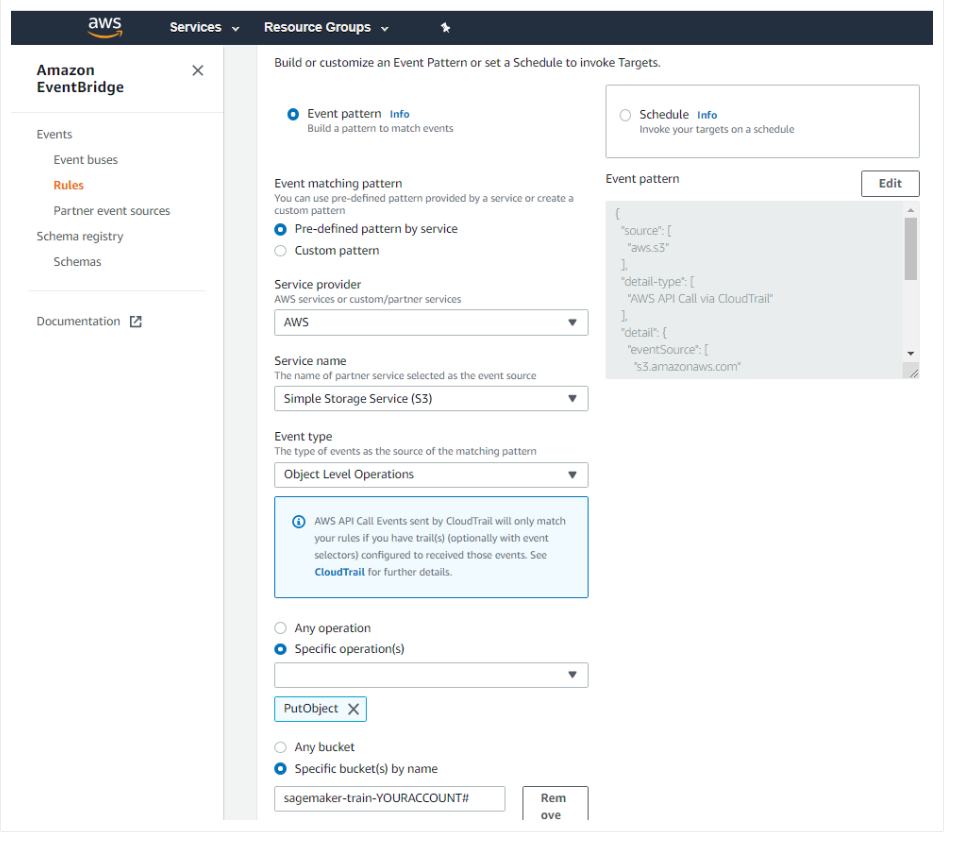 aws
Services
Resource Groups
Amazon
EventBridge
Events
Event buses
Rules
Partner event sources
Schema registry
Schemas
Documentation
Build or customize an Event Pattern or set a Schedule to invoke Targets.
Event pattern Info
Build a pattern to match events
Schedule Info
Invoke your targets on a schedule
Event matching pattern
You can use pre-defined pattern provided by a service or create a
custom pattern
Pre-defined pattern by service
Custom pattern
Service provider
AWS services or custom/partner services
AWS
Service name
The name of partner service selected as the event source
Simple Storage Service (S3)
Event type
The type of events as the source of the matching pattern
Object Level Operations
AWS API Call Events sent by CloudTrail will only match
your rules if you have trail(s) (optionally with event
selectors) configured to received those events. See
CloudTrail for further details.
Any operation
Specific operation(s)
PutObject
Any bucket
Specific bucket(s) by name
sagemaker-train-YOURACCOUNT#
Rem
ove
Event pattern
Edit
{
"source": [
"aws.s3"
],
"detail-type": [
"AWS API Call via CloudTrail"
],
"detail": {
"eventSource": [
"s3.amazonaws.com"